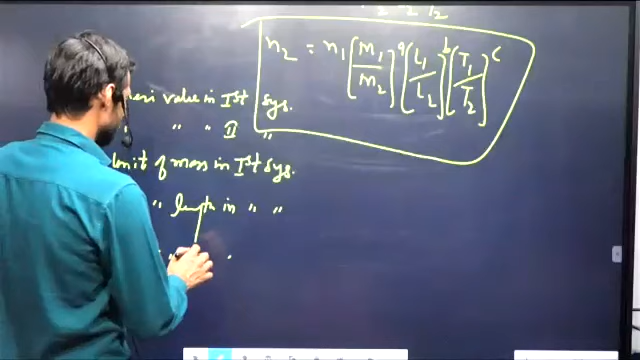 n2 = n1 [M1/M2]^a [L1/L2]^b [T1/T2]^c
value in Ist sys.
" " II "
Unit of mass in Ist sys.
" length in " "